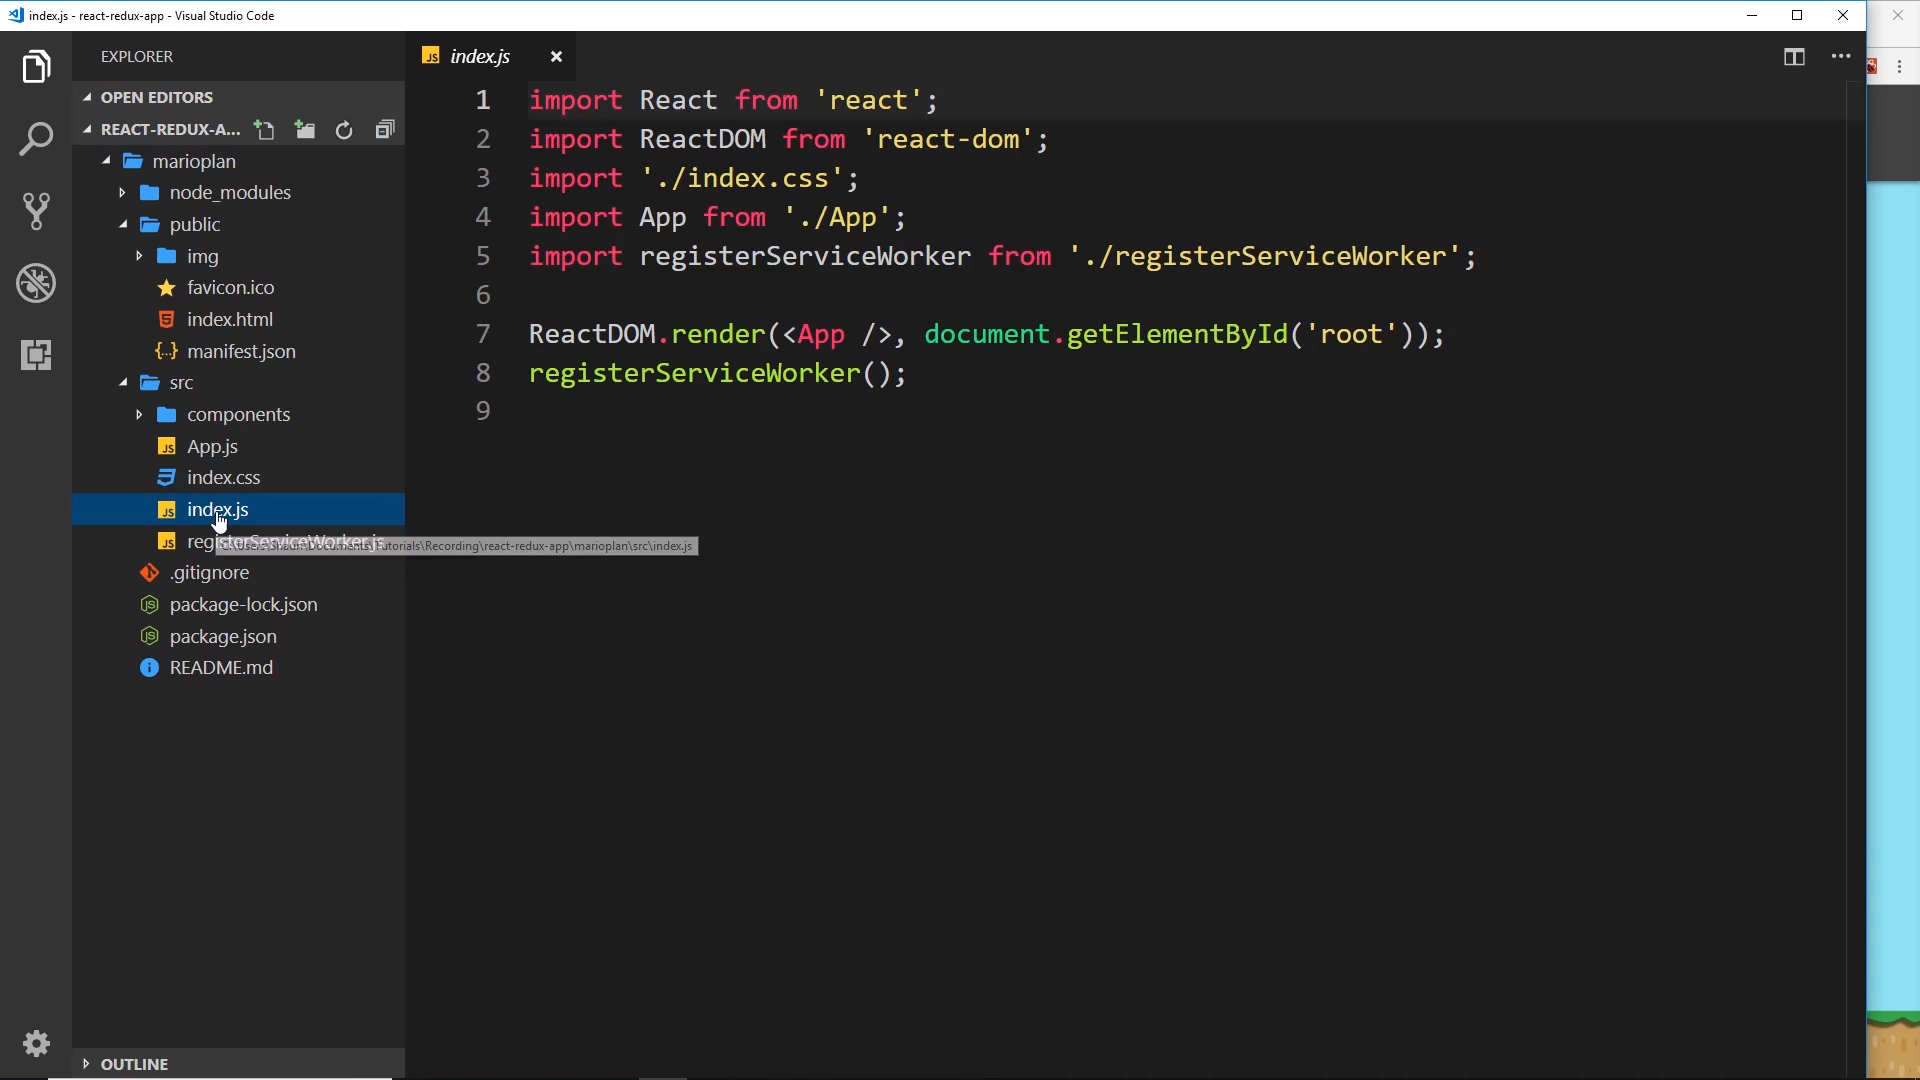 index.js - react-redux-app - Visual Studio Code
EXPLORER
OPEN EDITORS
REACT-REDUX-A...
marioplan
node_modules
public
img
favicon.ico
index.html
manifest.json
src
components
App.js
index.css
index.js
registerServiceWorker.js
\Recording\react-redux-app\marioplan\src\index.js
.gitignore
package-lock.json
package.json
README.md
OUTLINE
index.js
1 import React from 'react';
2 import ReactDOM from 'react-dom';
3 import './index.css';
4 import App from './App';
5 import registerServiceWorker from './registerServiceWorker';
6
7 ReactDOM.render(<App />, document.getElementById('root'));
8 registerServiceWorker();
9